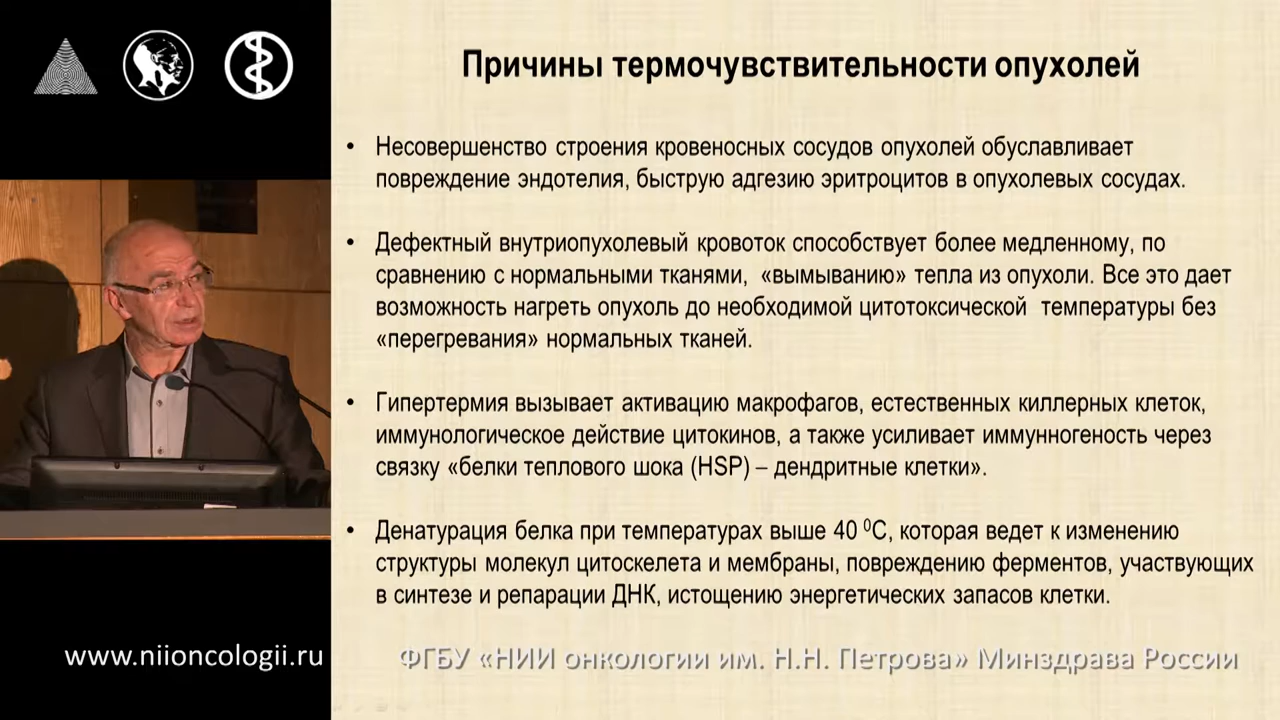 Причины термочувствительности опухолей
• Несовершенство строения кровеносных сосудов опухолей обуславливает
повреждение эндотелия, быструю адгезию эритроцитов в опухолевых сосудах.
• Дефектный внутриопухолевый кровоток способствует более медленному, по
сравнению с нормальными тканями, «вымыванию» тепла из опухоли. Все это дает
возможность нагреть опухоль до необходимой цитотоксической температуры без
«перегревания» нормальных тканей.
• Гипертермия вызывает активацию макрофагов, естественных киллерных клеток,
иммунологическое действие цитокинов, а также усиливает иммунногеность через
связку «белки теплового шока (HSP) – дендритные клетки».
• Денатурация белка при температурах выше 40 ⁰С, которая ведет к изменению
структуры молекул цитоскелета и мембраны, повреждению ферментов, участвующих
в синтезе и репарации ДНК, истощению энергетических запасов клетки.
www.niioncologii.ru
ФГБУ «НИИ онкологии им. Н.Н. Петрова» Минздрава России